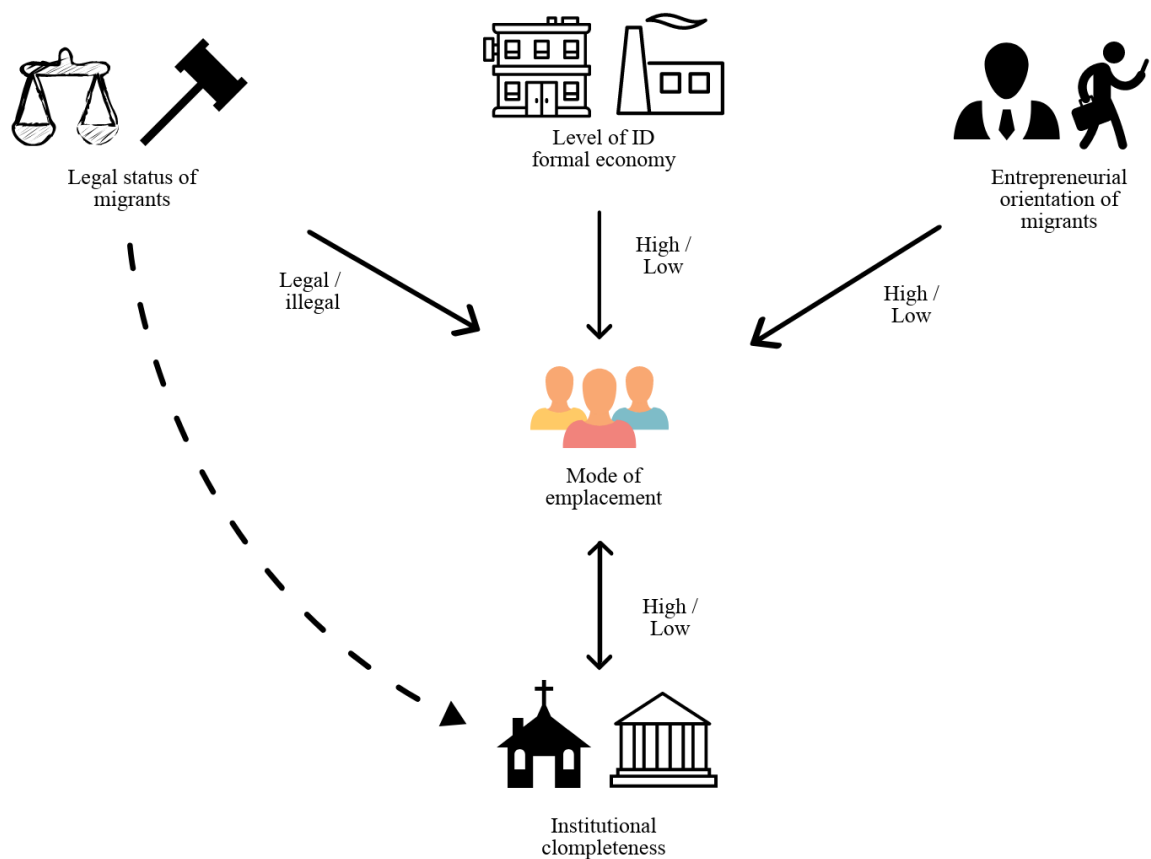 Level of ID
formal economy
Legal status of
migrants
Entrepreneurial
orientation of
migrants
Legal /
illegal
High /
Low
High /
Low
Mode of
emplacement
High /
Low
Institutional
clompleteness